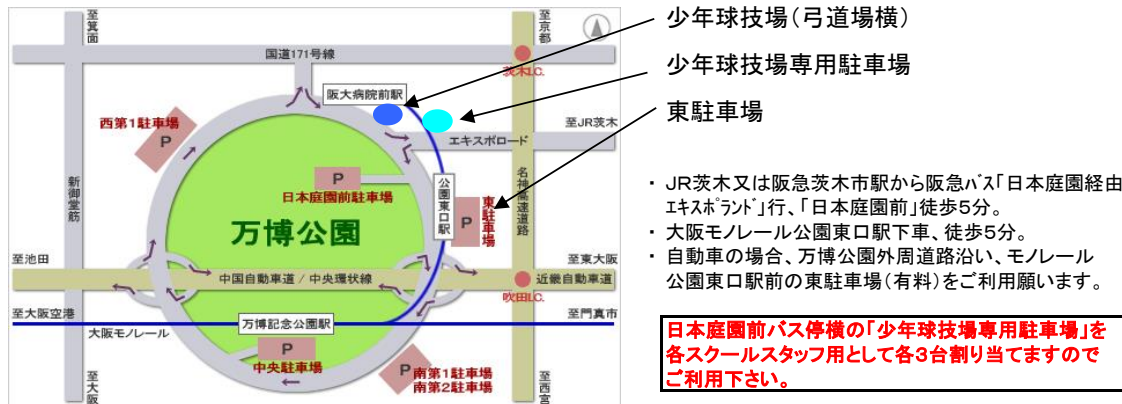 至箕面
至京都
少年球技場(弓道場横)
国道171号線
茨木I.C.
少年球技場専用駐車場
阪大病院前駅
東駐車場
西第1駐車場
P
至JR茨木
エキスポロード
新御堂筋
P
日本庭園前駐車場
公園東口駅
P
東駐車場
名神高速道路
・ JR茨木又は阪急茨木市駅から阪急バス「日本庭園経由
エキスポランド」行、「日本庭園前」徒歩5分。
・ 大阪モノレール公園東口駅下車、徒歩5分。
・ 自動車の場合、万博公園外周道路沿い、モノレール
公園東口駅前の東駐車場(有料)をご利用願います。
万博公園
至池田
至東大阪
中国自動車道 / 中央環状線
近畿自動車道
吹田I.C.
至大阪空港
万博記念公園駅
至門真市
大阪モノレール
P
中央駐車場
P
南第1駐車場
南第2駐車場
至大阪
至西宮
日本庭園前バス停横の「少年球技場専用駐車場」を
各スクールスタッフ用として各3台割り当てますので
ご利用下さい。